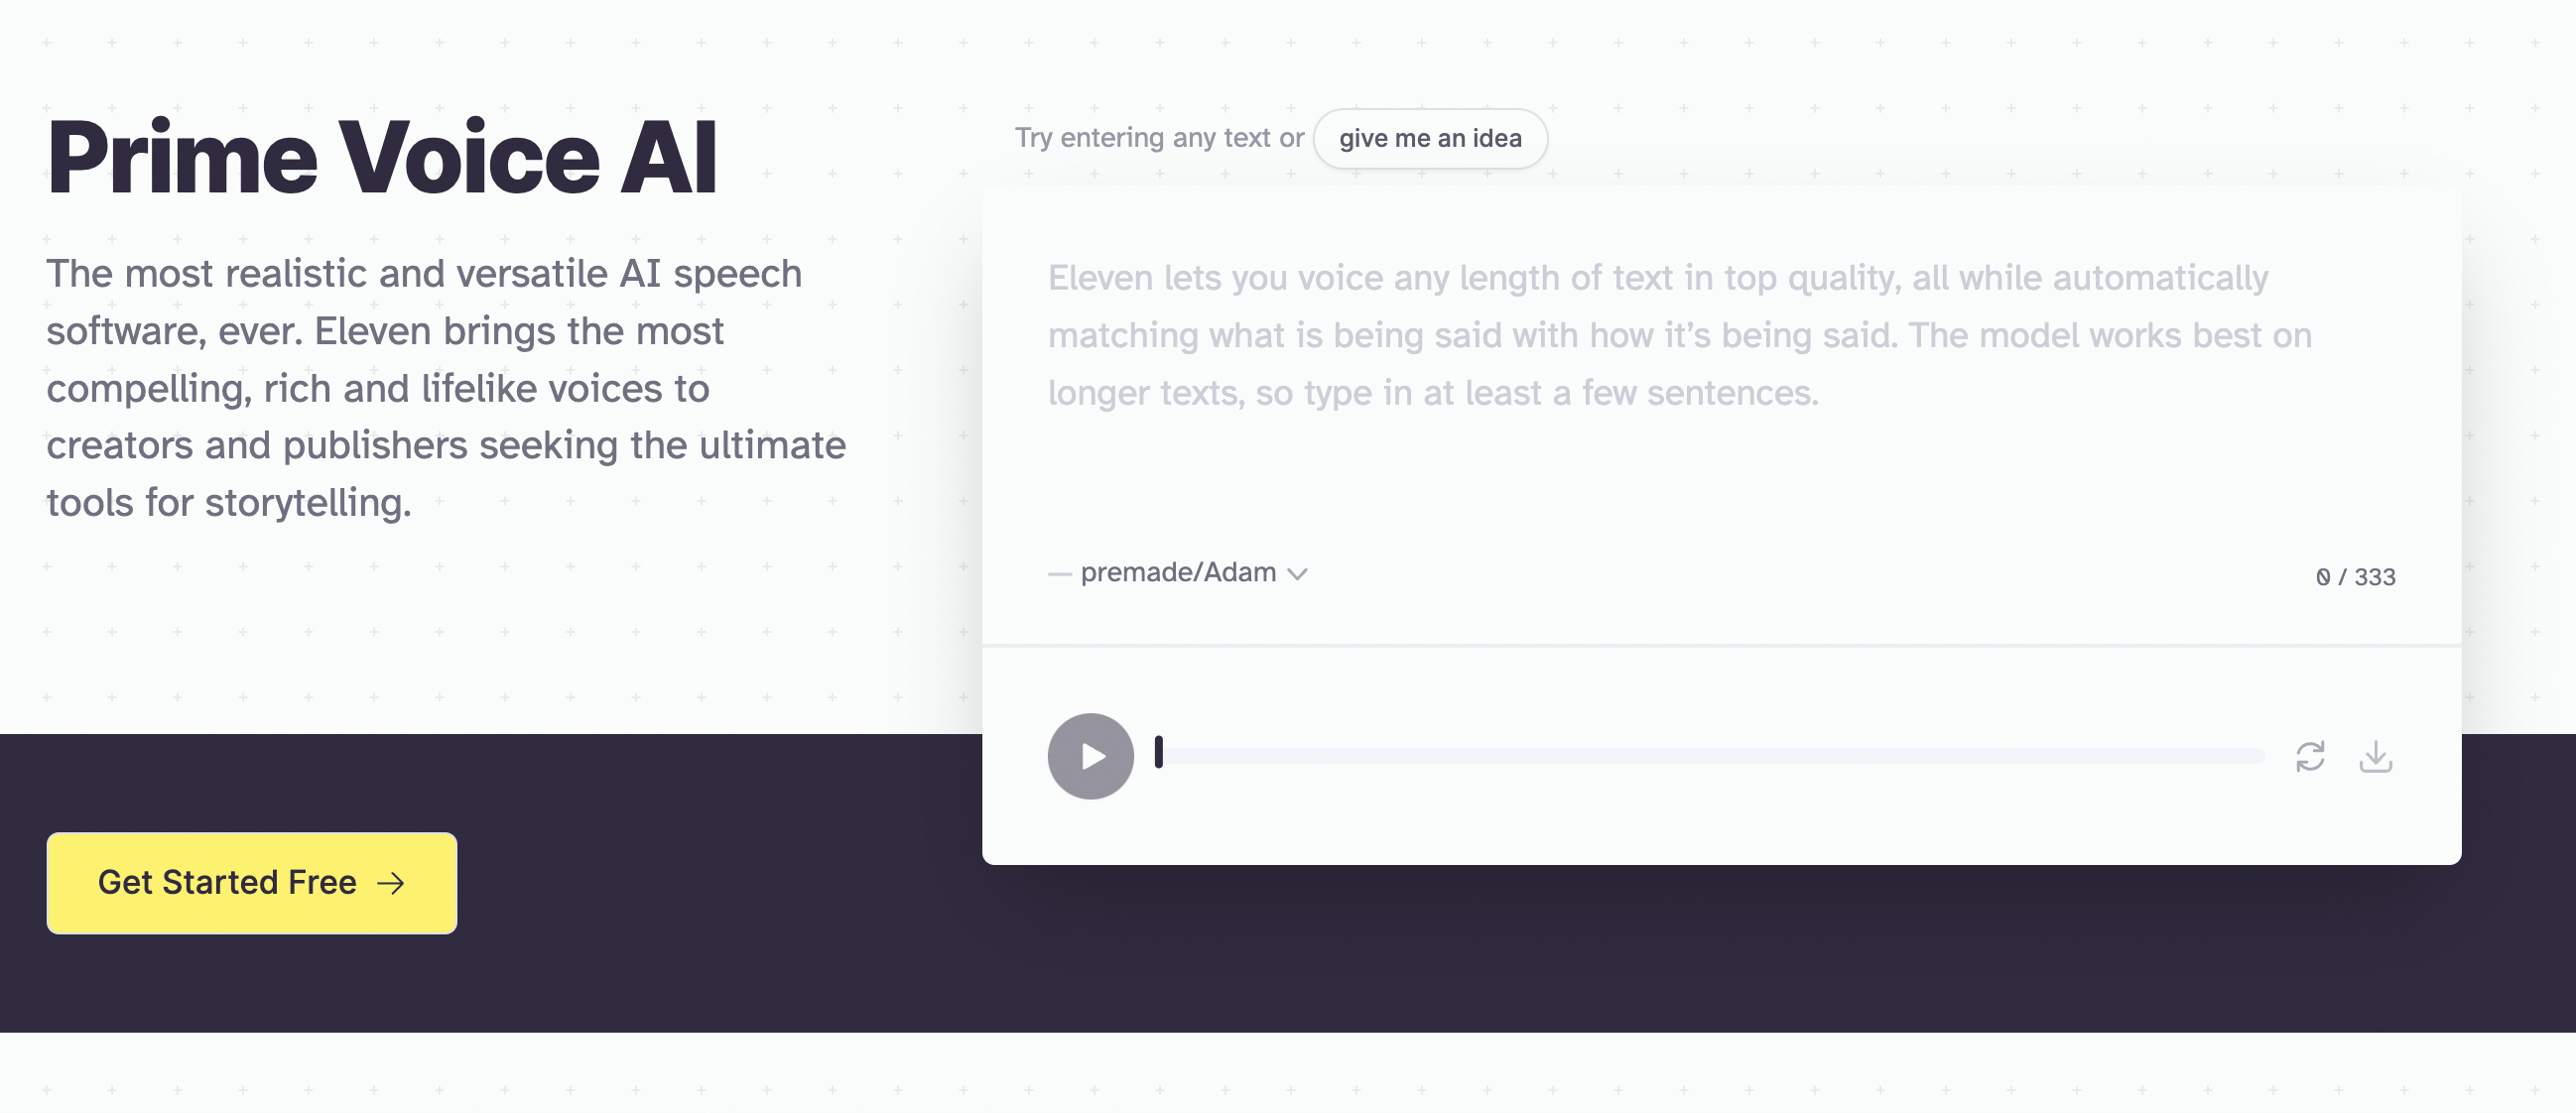 Prime Voice AI
The most realistic and versatile AI speech
software, ever. Eleven brings the most
compelling, rich and lifelike voices to
creators and publishers seeking the ultimate
tools for storytelling.
Get Started Free →
Try entering any text or give me an idea
Eleven lets you voice any length of text in top quality, all while automatically
matching what is being said with how it’s being said. The model works best on
longer texts, so type in at least a few sentences.
— premade/Adam
0 / 333